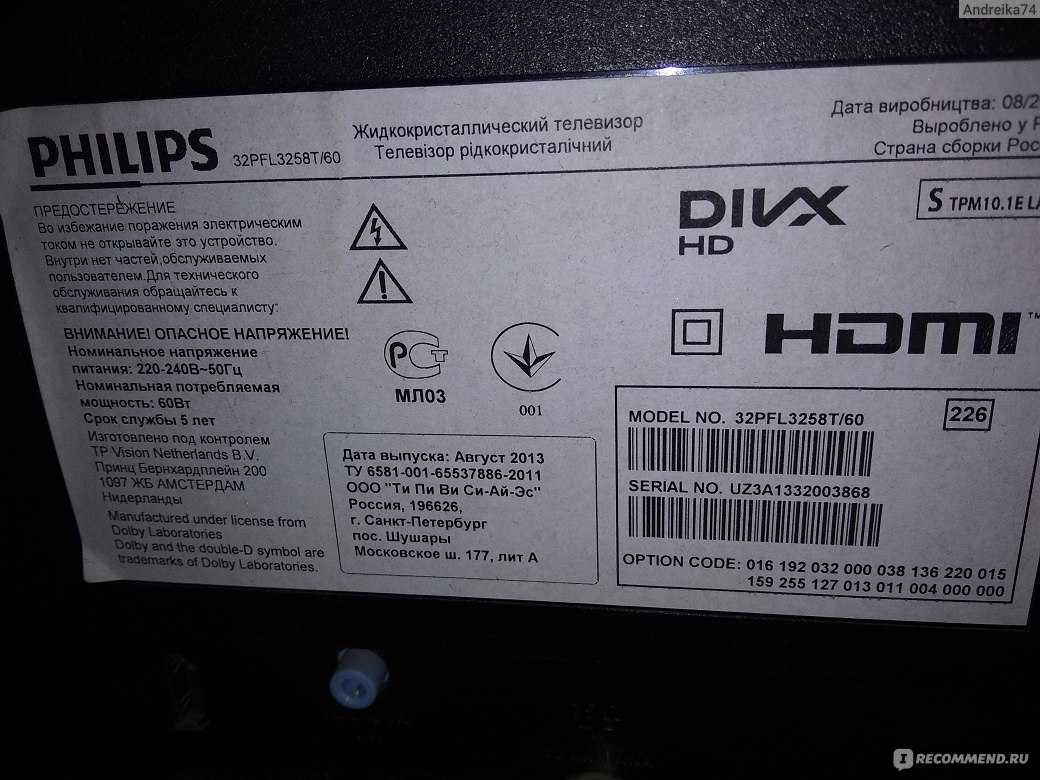 Andreika74
PHILIPS 32PFL3258T/60
Жидкокристаллический телевизор
Телевізор рідкокристалічний
Дата виробництва: 08/2
Вироблено у
Страна сборки Рос
ПРЕДОСТЕРЕЖЕНИЕ
Во избежание поражения электрическим
током не открывайте это устройство.
Внутри нет частей,обслуживаемых
пользователем.Для технического
обслуживания обращайтесь к
квалифицированному специалисту:
ВНИМАНИЕ! ОПАСНОЕ НАПРЯЖЕНИЕ!
Номинальное напряжение
питания: 220-240В~50Гц
Номинальная потребляемая
мощность: 60Вт
Срок службы 5 лет
Изготовлено под контролем
TP Vision Netherlands B.V.
Принц Бернхардплейн 200
1097 ЖБ АМСТЕРДАМ
Нидерланды
Manufactured under license from
Dolby Laboratories
Dolby and the double-D symbol are
trademarks of Dolby Laboratories.
РСТ
МЛ03
001
Дата выпуска: Август 2013
ТУ 6581-001-65537886-2011
ООО "Ти Пи Ви Си-Ай-Эс"
Россия, 196626,
г. Санкт-Петербург
пос. Шушары
Московское ш. 177, лит А
DIVX
HD
S TPM10.1E LA
HDMI™
MODEL NO. 32PFL3258T/60
226
SERIAL NO. UZ3A1332003868
OPTION CODE: 016 192 032 000 038 136 220 015
159 255 127 013 011 004 000 000
IRECOMMEND.RU